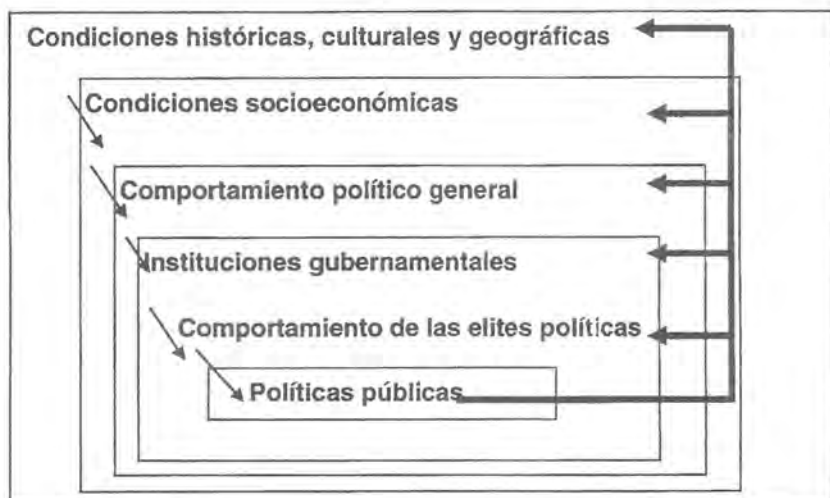 Condiciones históricas, culturales y geográficas
Condiciones socioeconómicas
Comportamiento político general
Instituciones gubernamentales
Comportamiento de las elites políticas
Políticas públicas